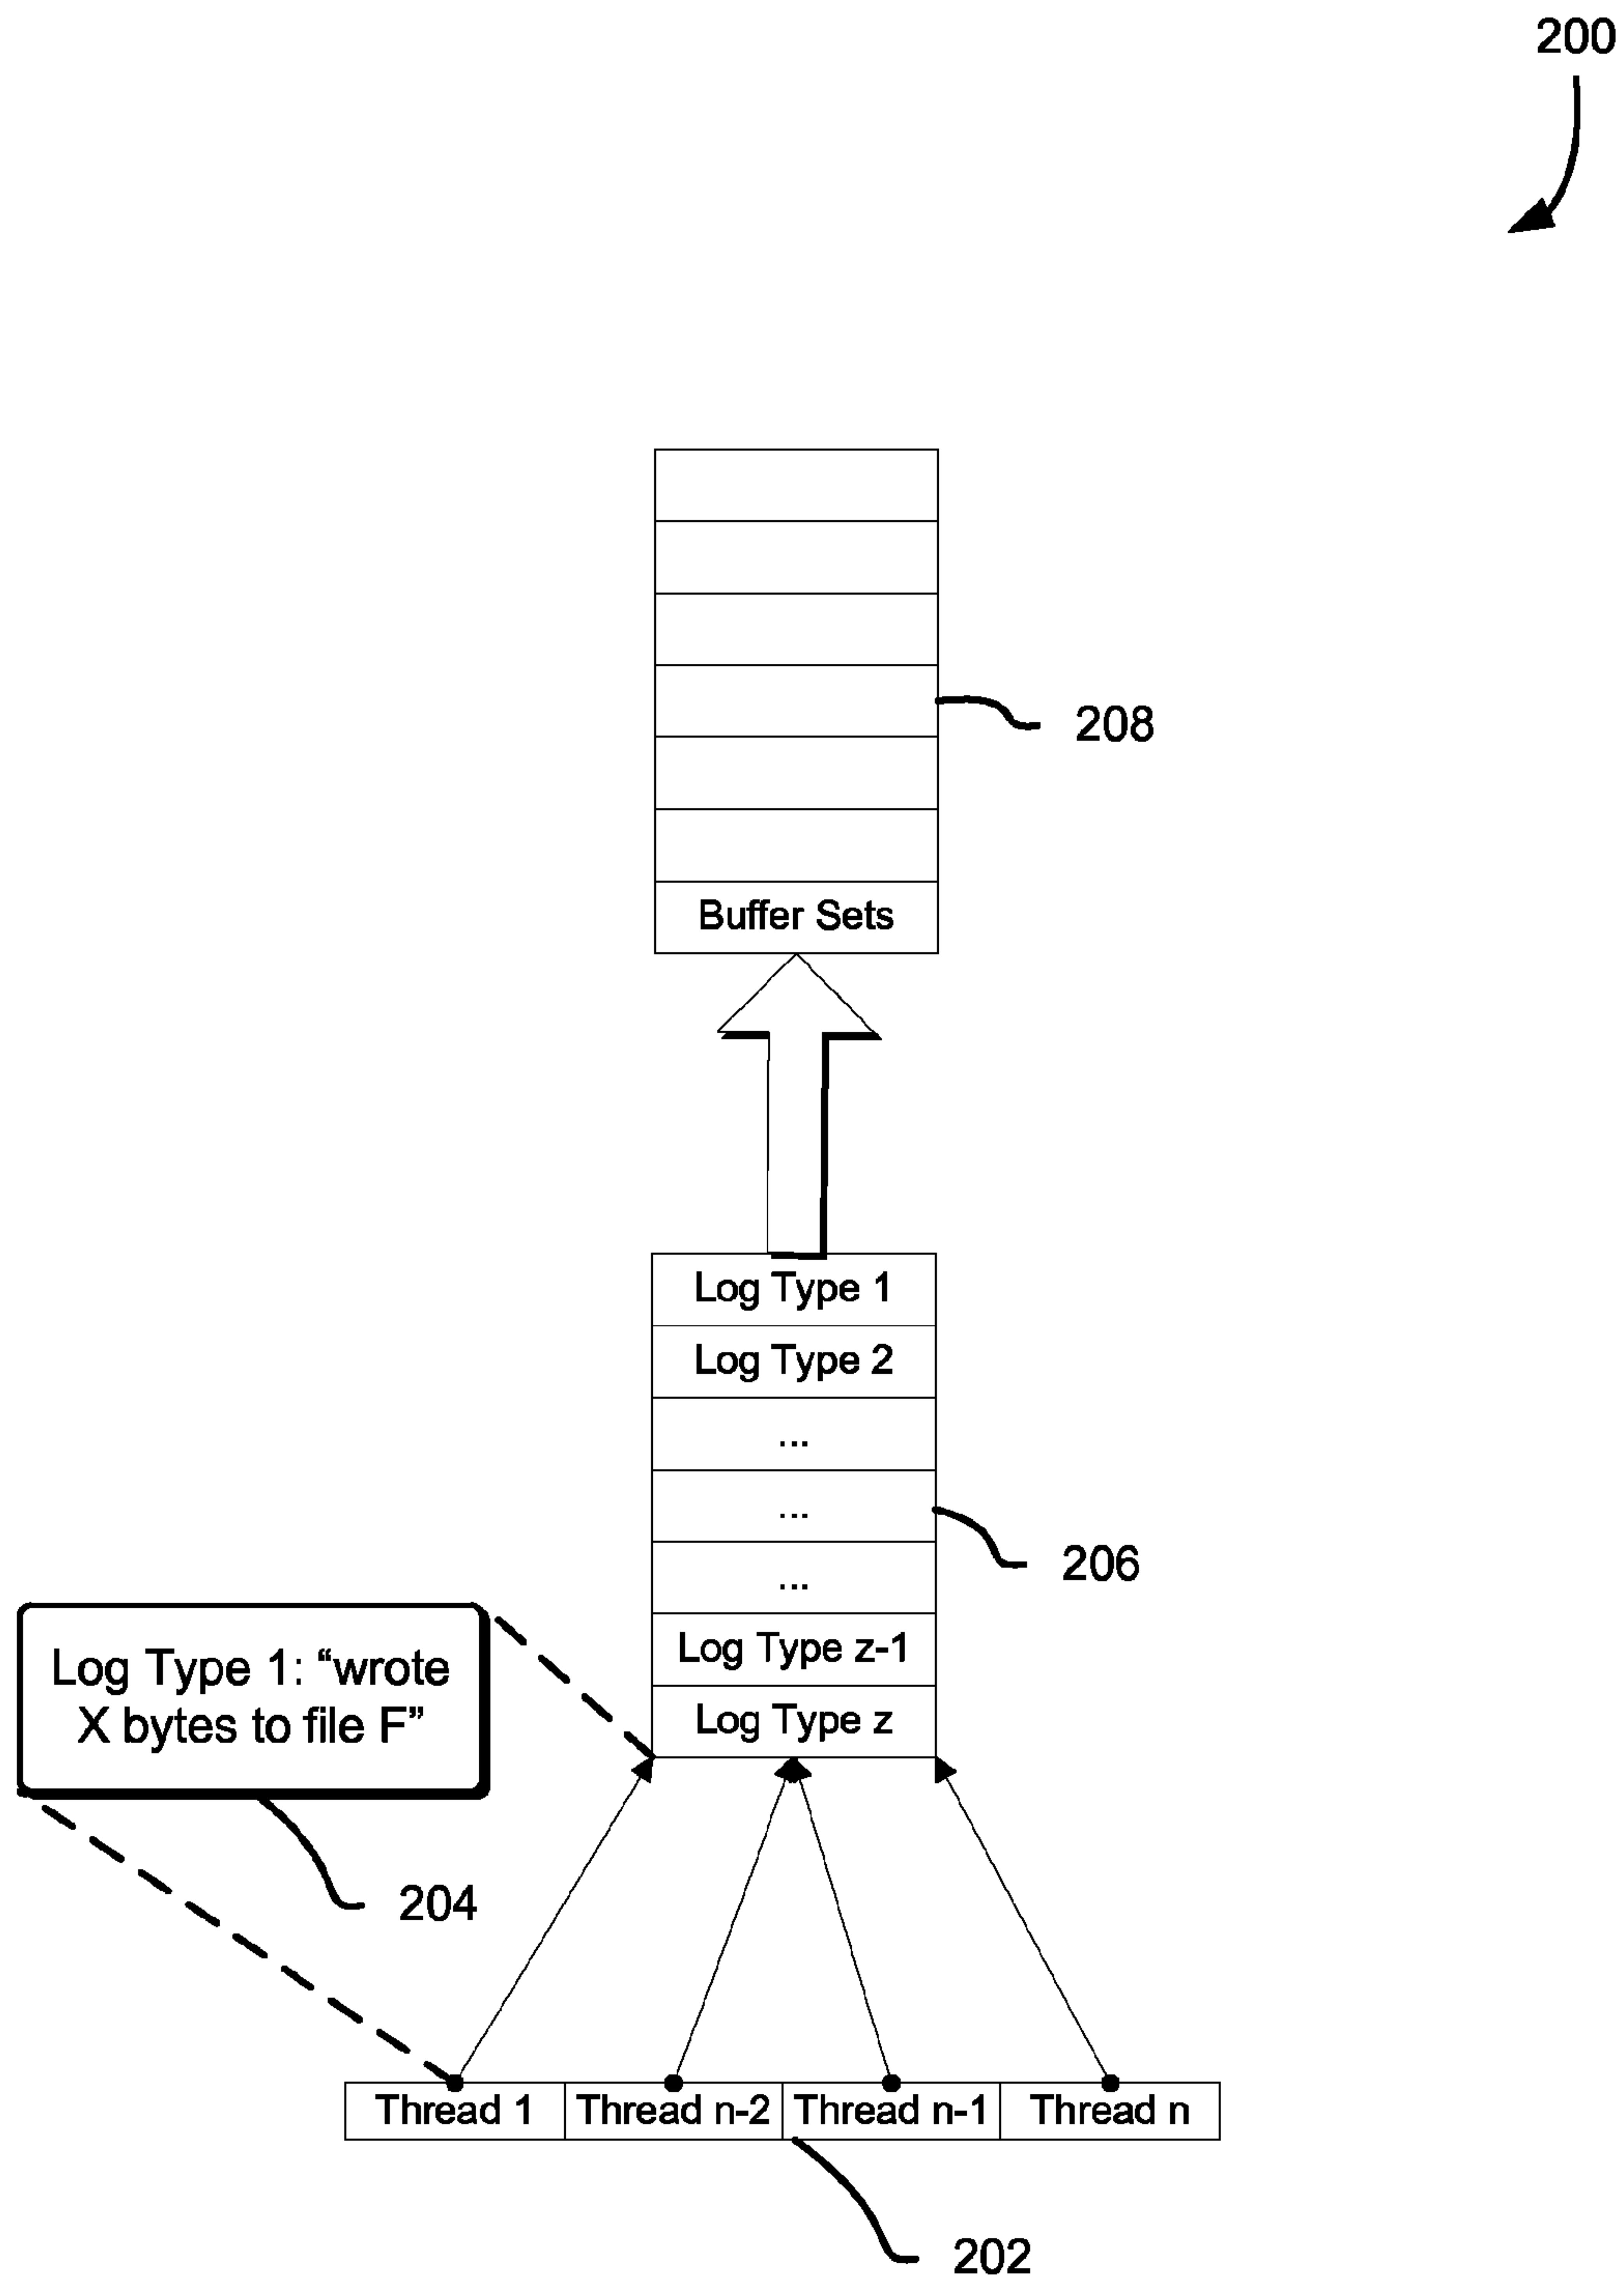 200
208
Buffer Sets
Log Type 1
Log Type 2
...
...
206
...
Log Type z-1
Log Type 1: “wrote
X bytes to file F”
Log Type z
204
Thread 1 Thread n-2 Thread n-1 Thread n
202